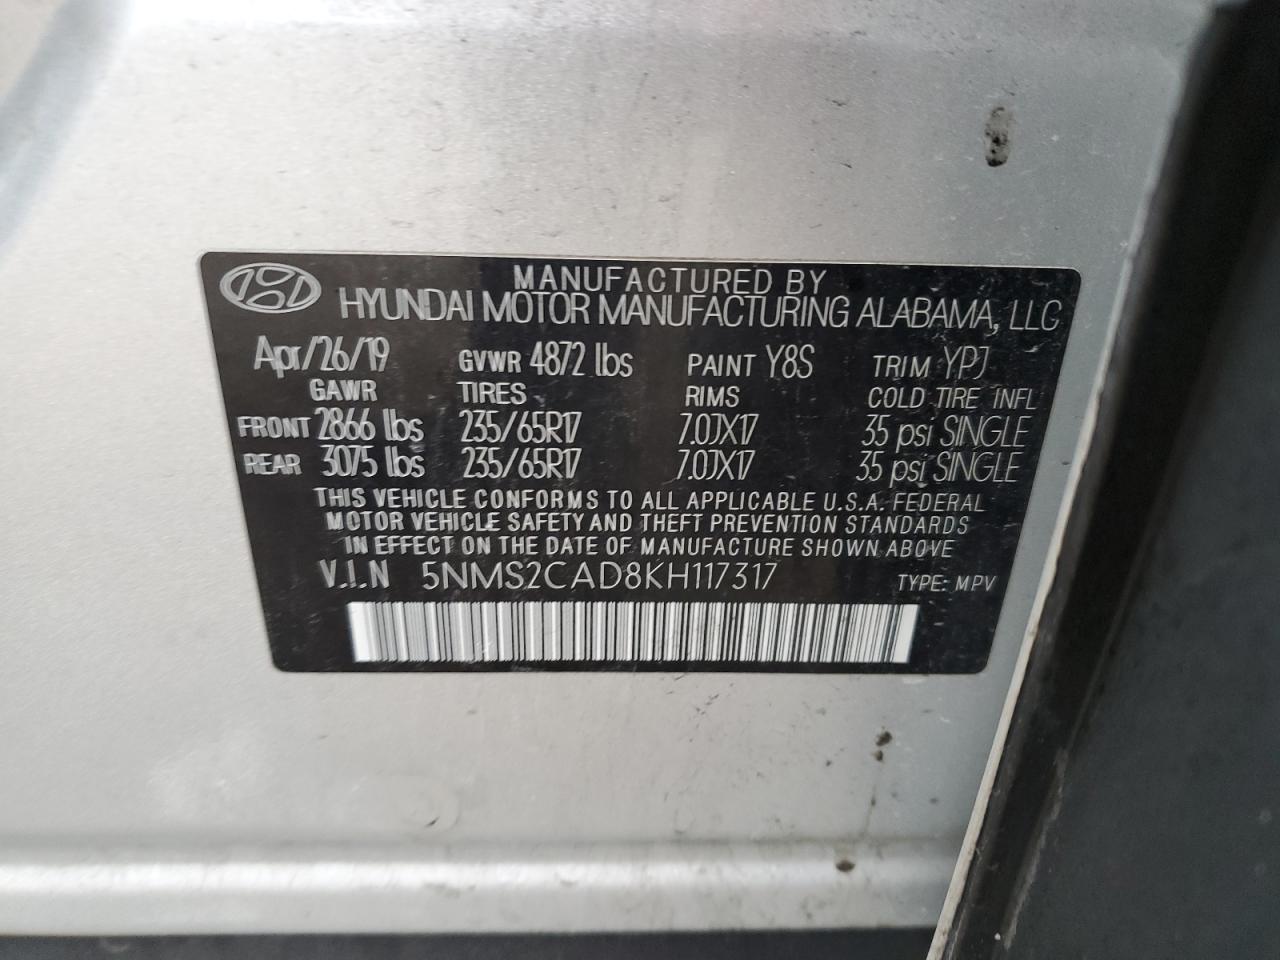 MANUFACTURED BY
HYUNDAI MOTOR MANUFACTURING ALABAMA, LLC
Apr/26/19 GVWR 4872 lbs PAINT Y8S TRIM YPJ
GAWR TIRES RIMS COLD TIRE INFL
FRONT 2866 lbs 235/65R17 7.0JX17 35 psi SINGLE
REAR 3075 lbs 235/65R17 7.0JX17 35 psi SINGLE
THIS VEHICLE CONFORMS TO ALL APPLICABLE U.S.A. FEDERAL
MOTOR VEHICLE SAFETY AND THEFT PREVENTION STANDARDS
IN EFFECT ON THE DATE OF MANUFACTURE SHOWN ABOVE
V.I.N 5NMS2CAD8KH117317 TYPE: MPV